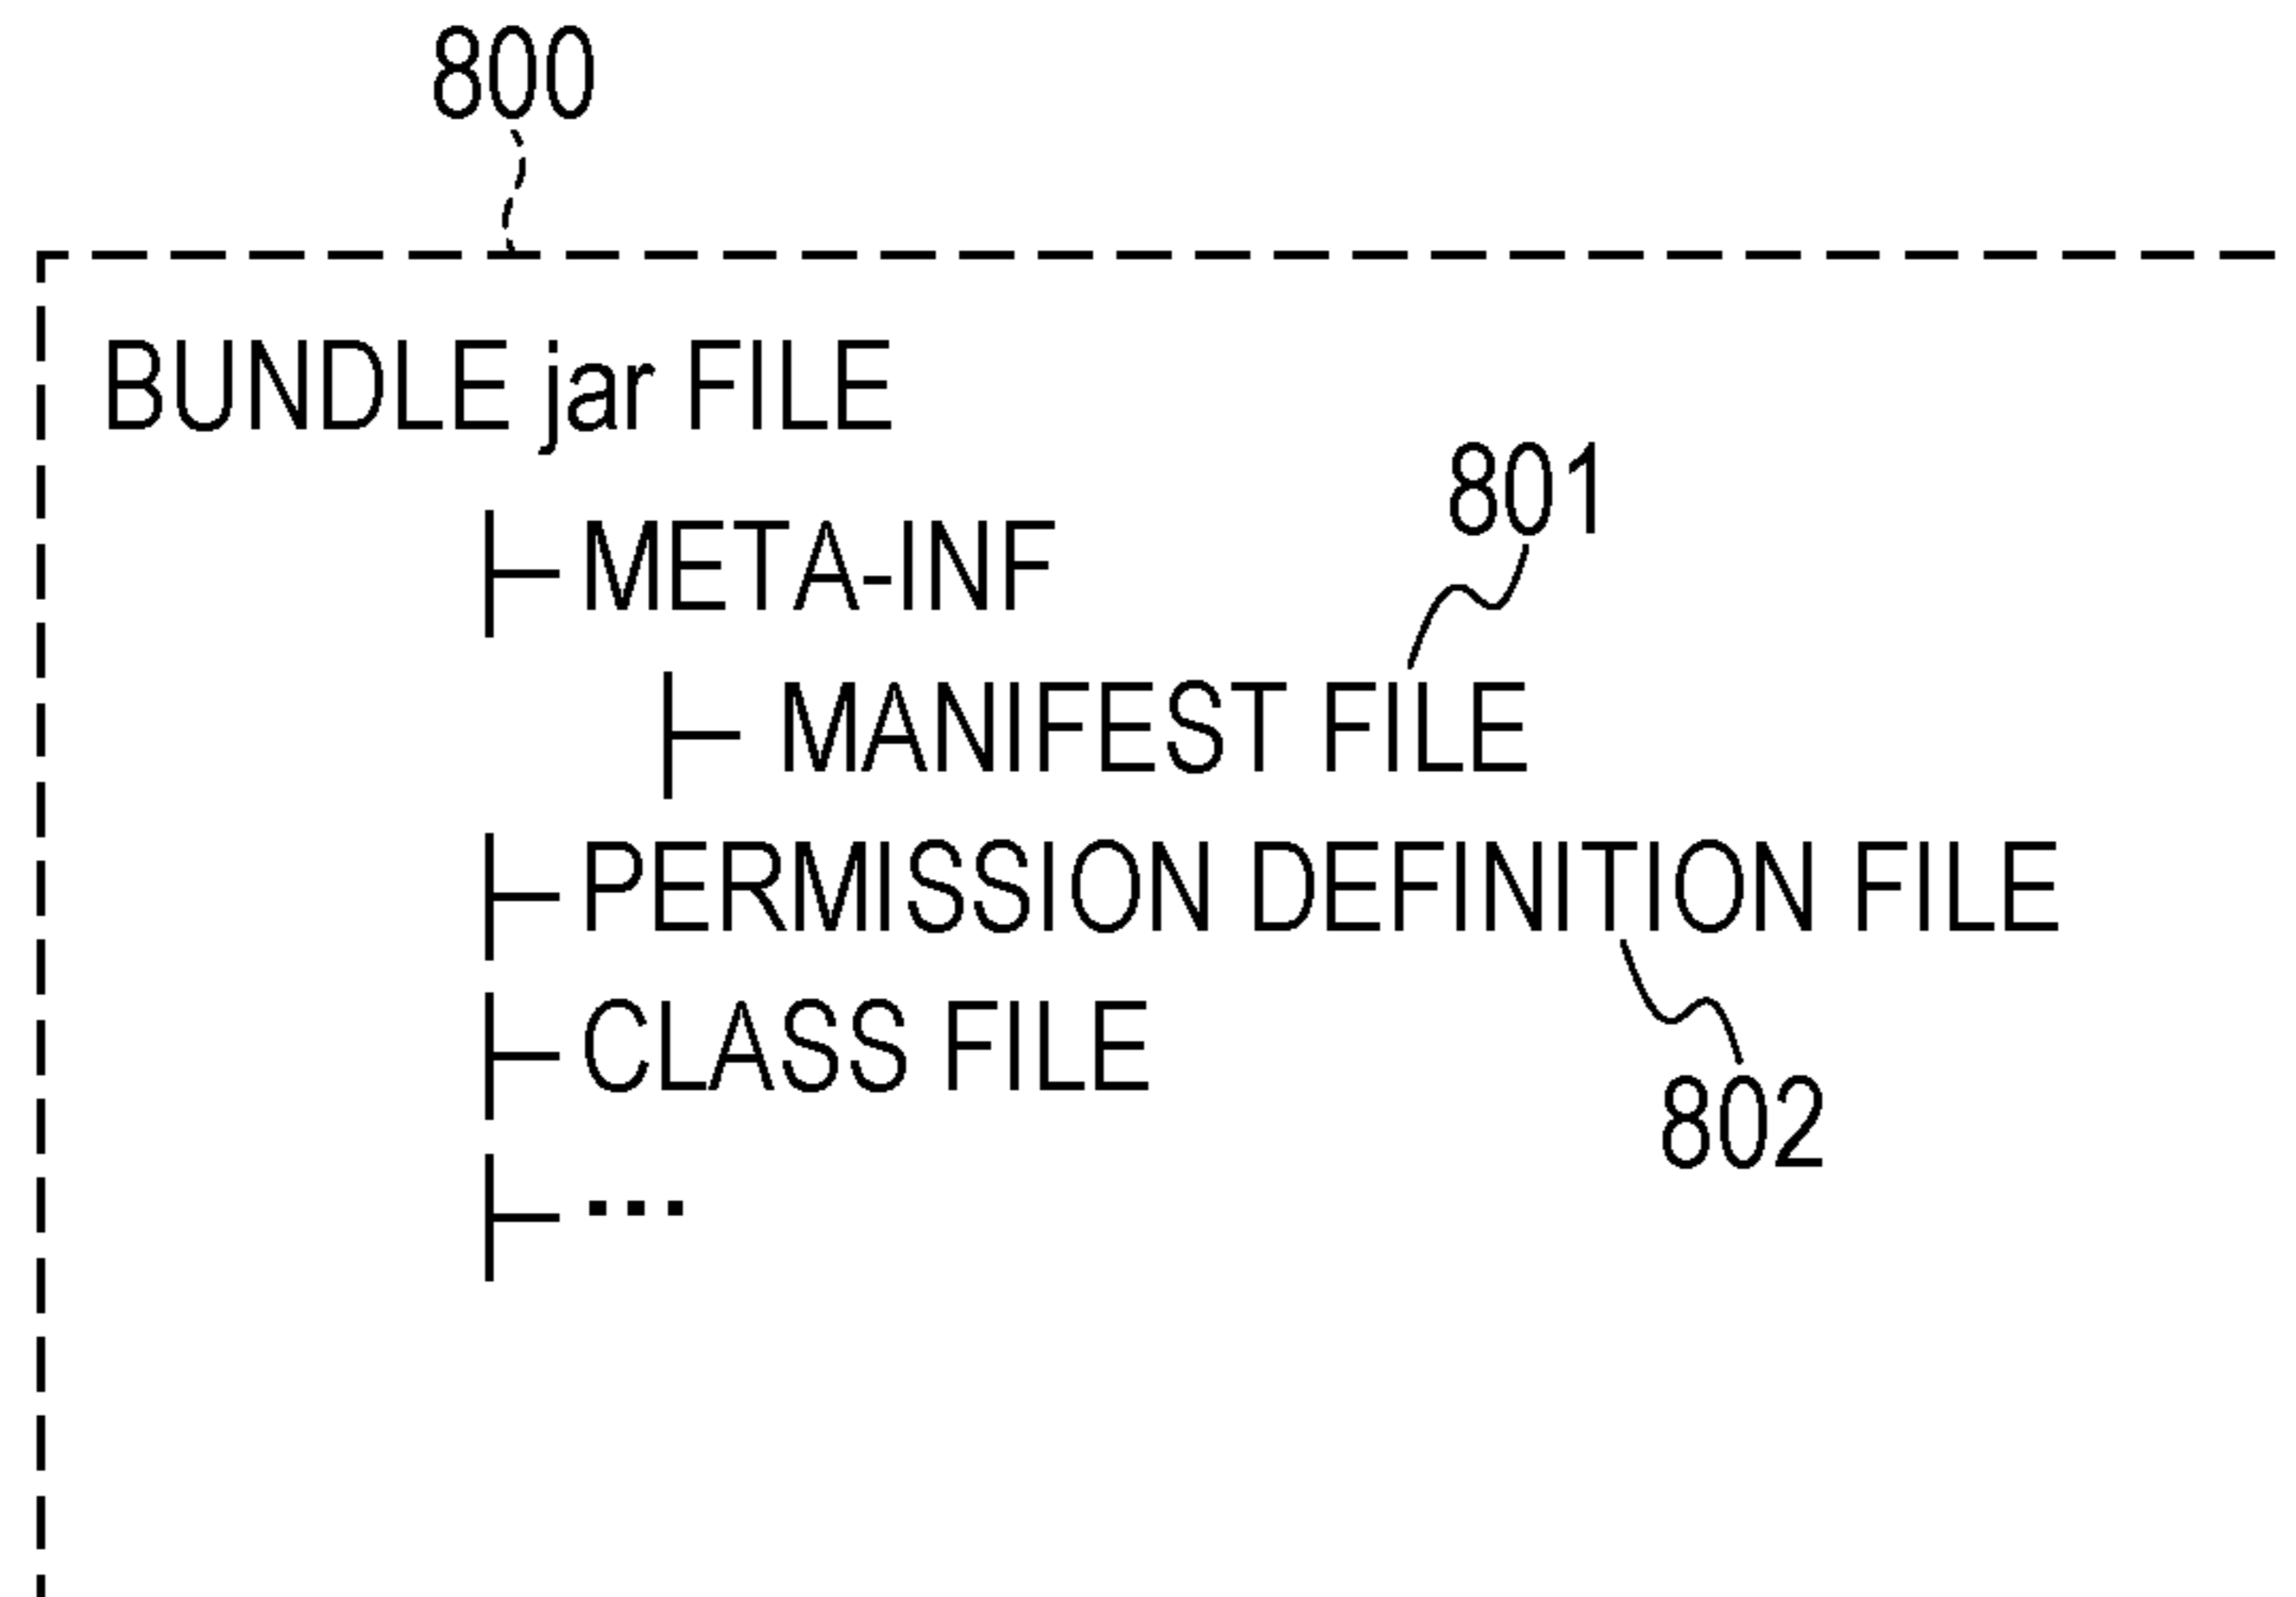 800
BUNDLE jar FILE
META-INF
801
MANIFEST FILE
PERMISSION DEFINITION FILE
CLASS FILE
802
...